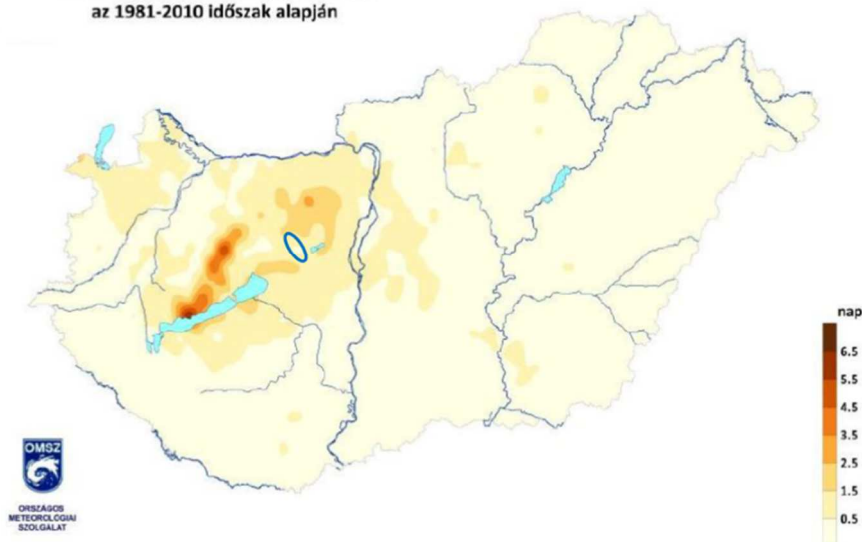 az 1981-2010 időszak alapján
nap
6.5
5.5
4.5
3.5
2.5
1.5
0.5
OMSZ
ORSZÁGOS
METEOROLÓGIAI
SZOLGÁLAT